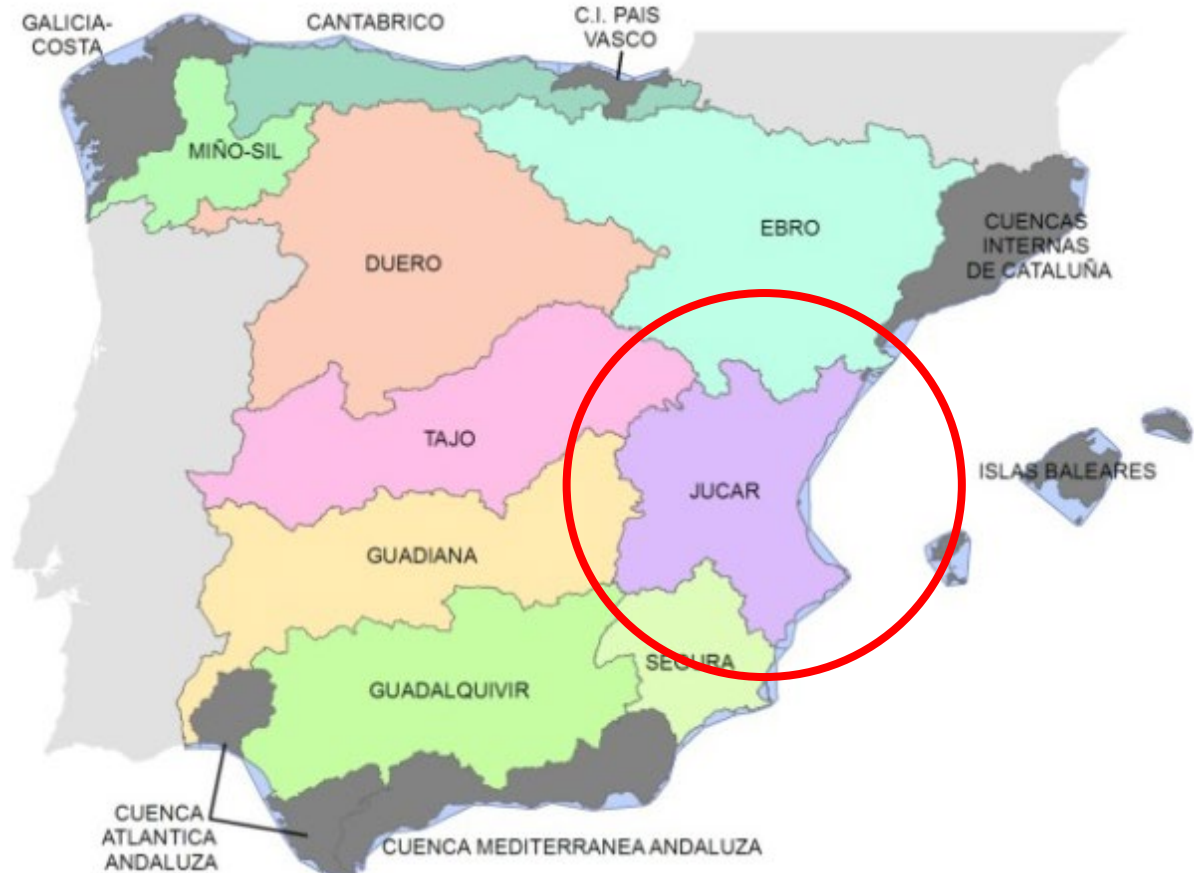 GALICIA-
COSTA
CANTABRICO
C.I. PAIS
VASCO
MIÑO-SIL
DUERO
EBRO
CUENCAS
INTERNAS
DE CATALUÑA
TAJO
JUCAR
ISLAS BALEARES
GUADIANA
SEGURA
GUADALQUIVIR
CUENCA
ATLANTICA
ANDALUZA
CUENCA MEDITERRANEA ANDALUZA